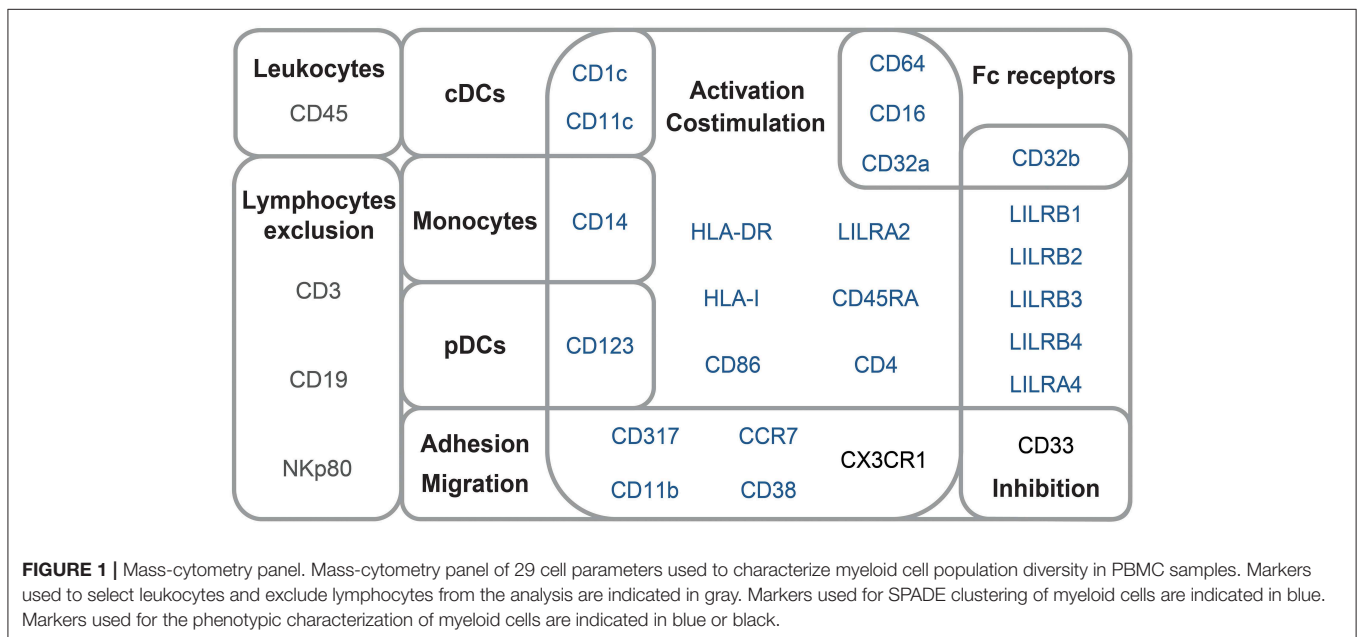 Leukocytes
CD45
Lymphocytes
exclusion
CD3
CD19
NKp80
cDCs
CD1c
CD11c
Monocytes
CD14
pDCs
CD123
Activation
Costimulation
CD64
CD16
CD32a
Fc receptors
CD32b
HLA-DR
LILRA2
HLA-I
CD45RA
CD86
CD4
LILRB1
LILRB2
LILRB3
LILRB4
LILRA4
Adhesion
Migration
CD317
CCR7
CX3CR1
CD11b
CD38
CD33
Inhibition
FIGURE 1 | Mass-cytometry panel. Mass-cytometry panel of 29 cell parameters used to characterize myeloid cell population diversity in PBMC samples. Markers
used to select leukocytes and exclude lymphocytes from the analysis are indicated in gray. Markers used for SPADE clustering of myeloid cells are indicated in blue.
Markers used for the phenotypic characterization of myeloid cells are indicated in blue or black.